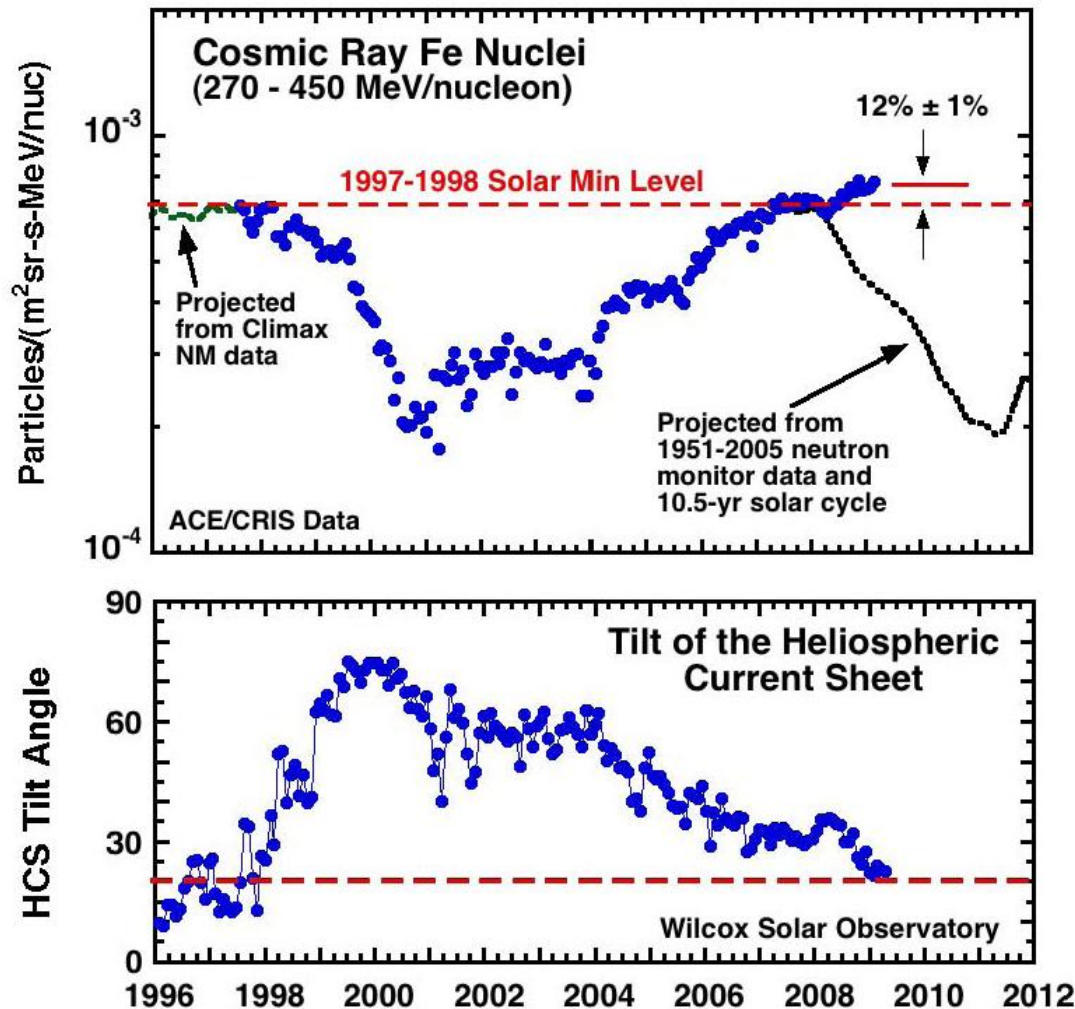 Cosmic Ray Fe Nuclei
(270 - 450 MeV/nucleon)
12% ± 1%
10⁻³
1997-1998 Solar Min Level
Particles/(m²sr-s-MeV/nuc)
Projected
from Climax
NM data
Projected from
1951-2005 neutron
monitor data and
10.5-yr solar cycle
ACE/CRIS Data
10⁻⁴
90
Tilt of the Heliospheric
Current Sheet
60
HCS Tilt Angle
30
Wilcox Solar Observatory
0
1996 1998 2000 2002 2004 2006 2008 2010 2012